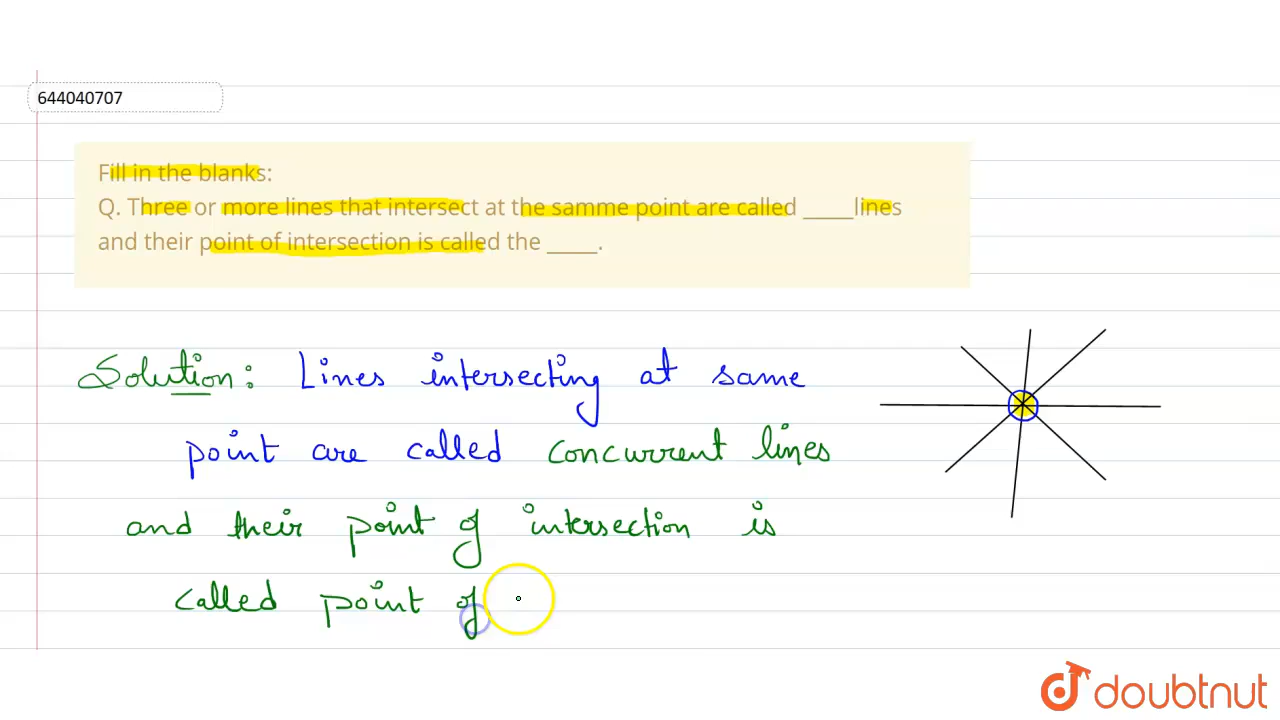 644040707
Fill in the blanks:
Q. Three or more lines that intersect at the samme point are called _____lines
and their point of intersection is called the _____.
Solution: Lines intersecting at same
point are called concurrent lines
and their point of intersection is
called point of
doubtnut